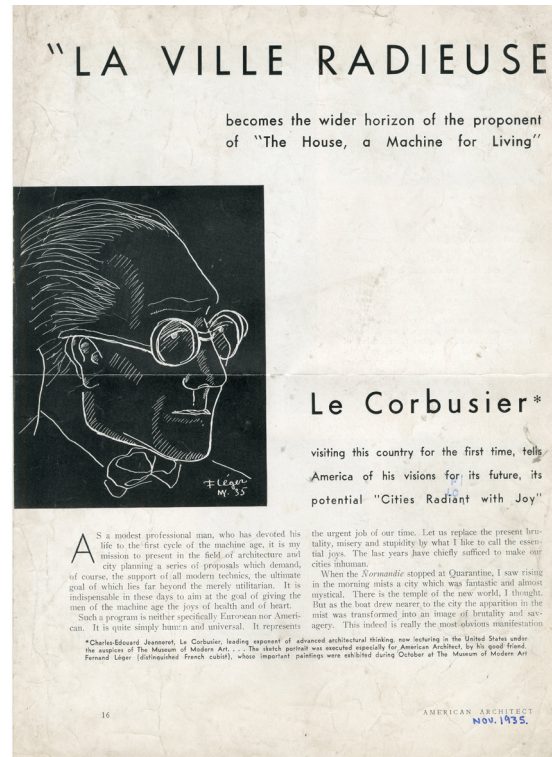 "LA VILLE RADIEUSE
becomes the wider horizon of the proponent
of "The House, a Machine for Living"
FLéger
M. '35
Le Corbusier*
visiting this country for the first time, tells
America of his visions for its future, its
potential "Cities Radiant with Joy"
AS a modest professional man, who has devoted his
life to the first cycle of the machine age, it is my
mission to present in the field of architecture and
city planning a series of proposals which demand,
of course, the support of all modern technics, the ultimate
goal of which lies far beyond the merely utilitarian. It is
indispensable in these days to aim at the goal of giving the
men of the machine age the joys of health and of heart.
Such a program is neither specifically European nor Ameri-
can. It is quite simply human and universal. It represents
the urgent job of our time. Let us replace the present bru-
tality, misery and stupidity by what I like to call the essen-
tial joys. The last years have chiefly sufficed to make our
cities inhuman.
When the Normandie stopped at Quarantine, I saw rising
in the morning mists a city which was fantastic and almost
mystical. There is the temple of the new world, I thought.
But as the boat drew nearer to the city the apparition in the
mist was transformed into an image of brutality and sav-
agery. This indeed is really the most obvious manifestation
*Charles-Edouard Jeanneret, Le Corbusier, leading exponent of advanced architectural thinking, now lecturing in the United States under
the auspices of The Museum of Modern Art. . . . The sketch portrait was executed especially for American Architect, by his good friend,
Fernand Léger (distinguished French cubist), whose important paintings were exhibited during October at The Museum of Modern Art
16
AMERICAN ARCHITECT
NOV. 1935.